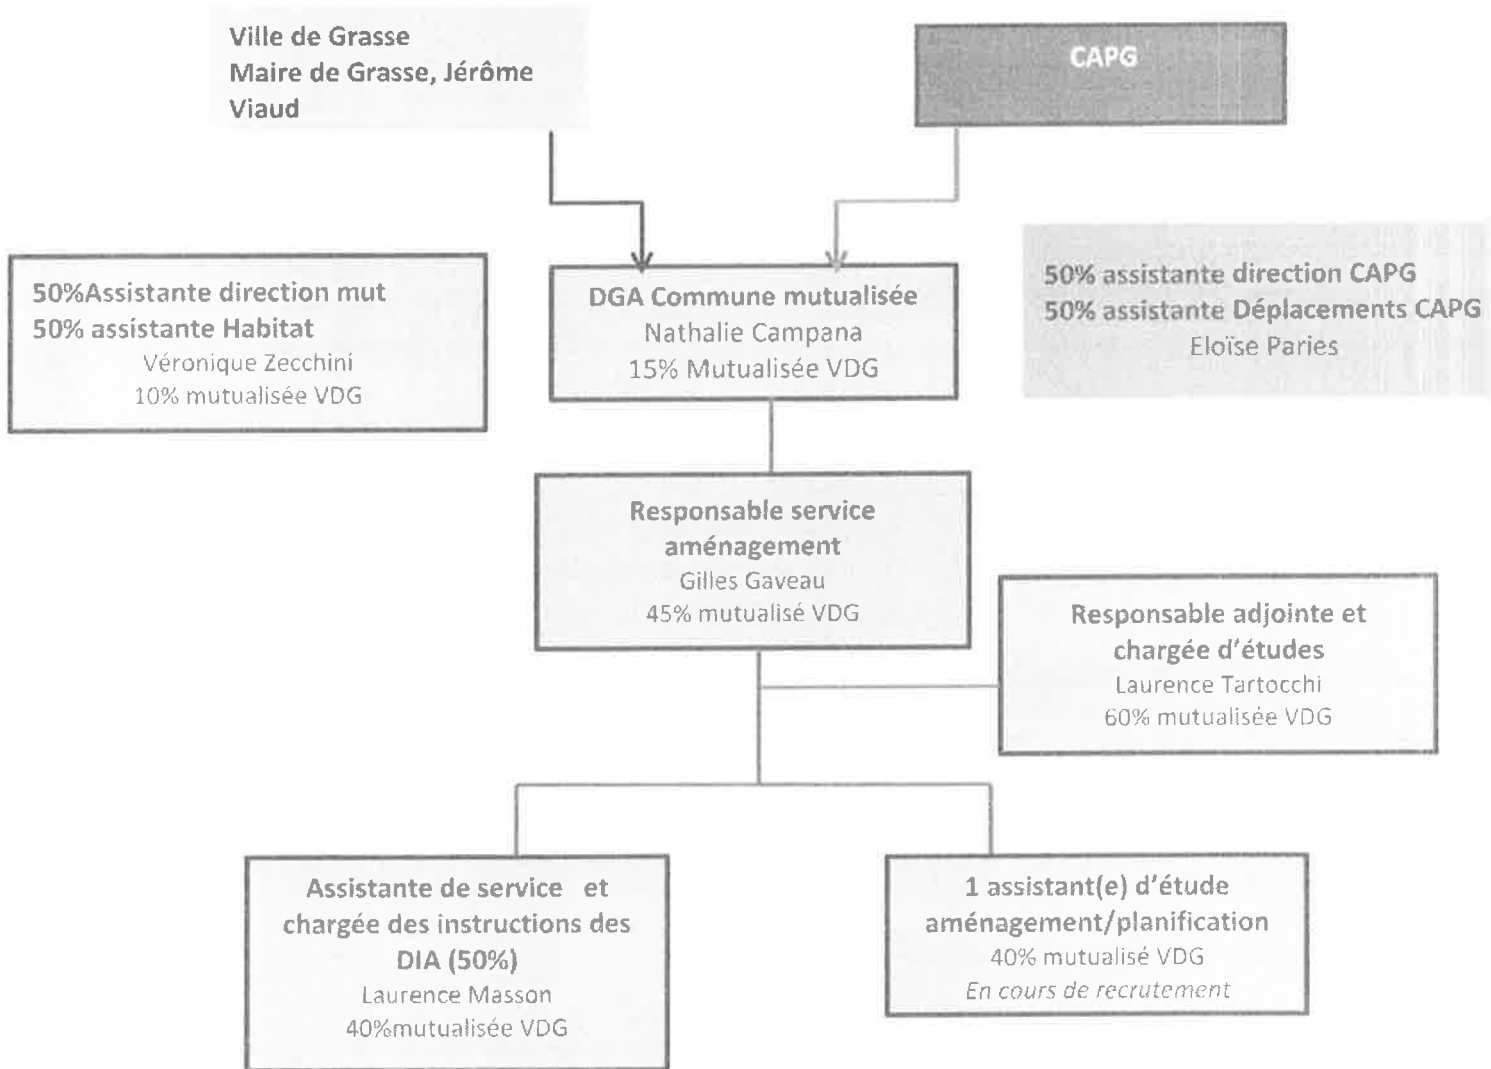 Ville de Grasse
Maire de Grasse, Jérôme
Viaud
CAPG
50%Assistante direction mut
50% assistante Habitat
Véronique Zecchini
10% mutualisée VDG
DGA Commune mutualisée
Nathalie Campana
15% Mutualisée VDG
50% assistante direction CAPG
50% assistante Déplacements CAPG
Eloïse Paries
Responsable service
aménagement
Gilles Gaveau
45% mutualisé VDG
Responsable adjointe et
chargée d'études
Laurence Tartocchi
60% mutualisée VDG
Assistante de service et
chargée des instructions des
DIA (50%)
Laurence Masson
40%mutualisée VDG
1 assistant(e) d'étude
aménagement/planification
40% mutualisé VDG
En cours de recrutement